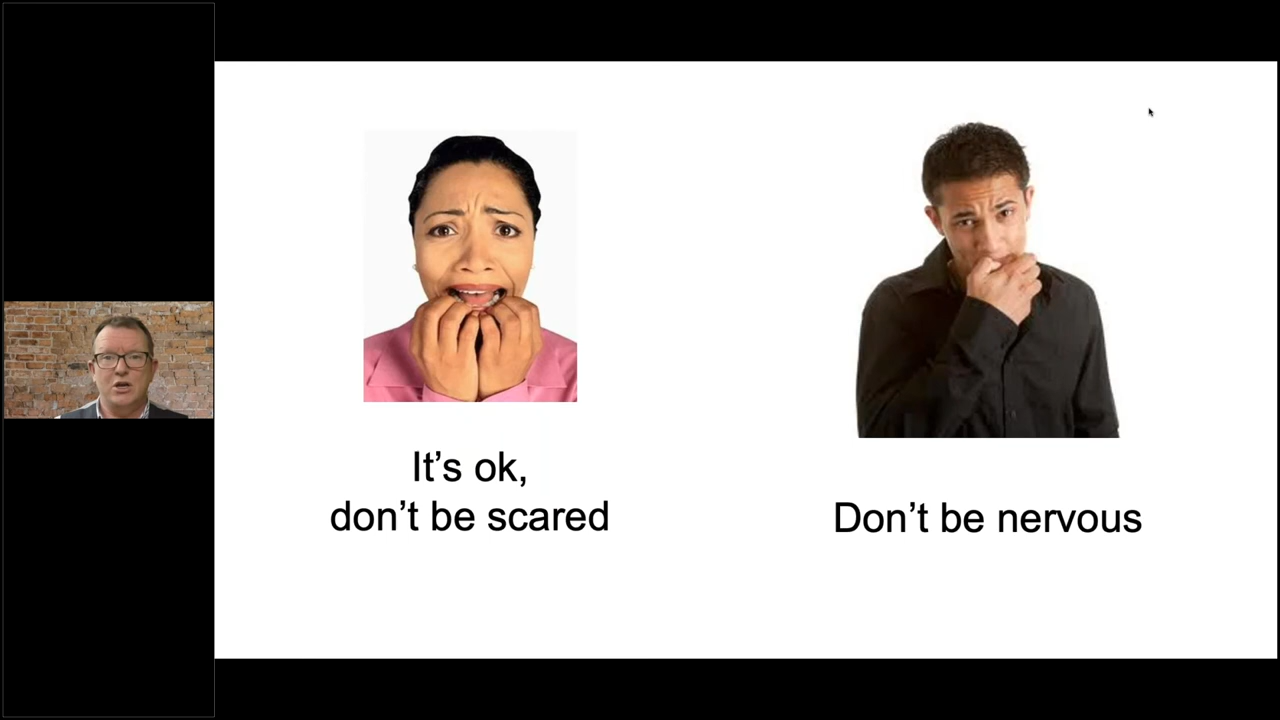 It’s ok,
don’t be scared
Don’t be nervous